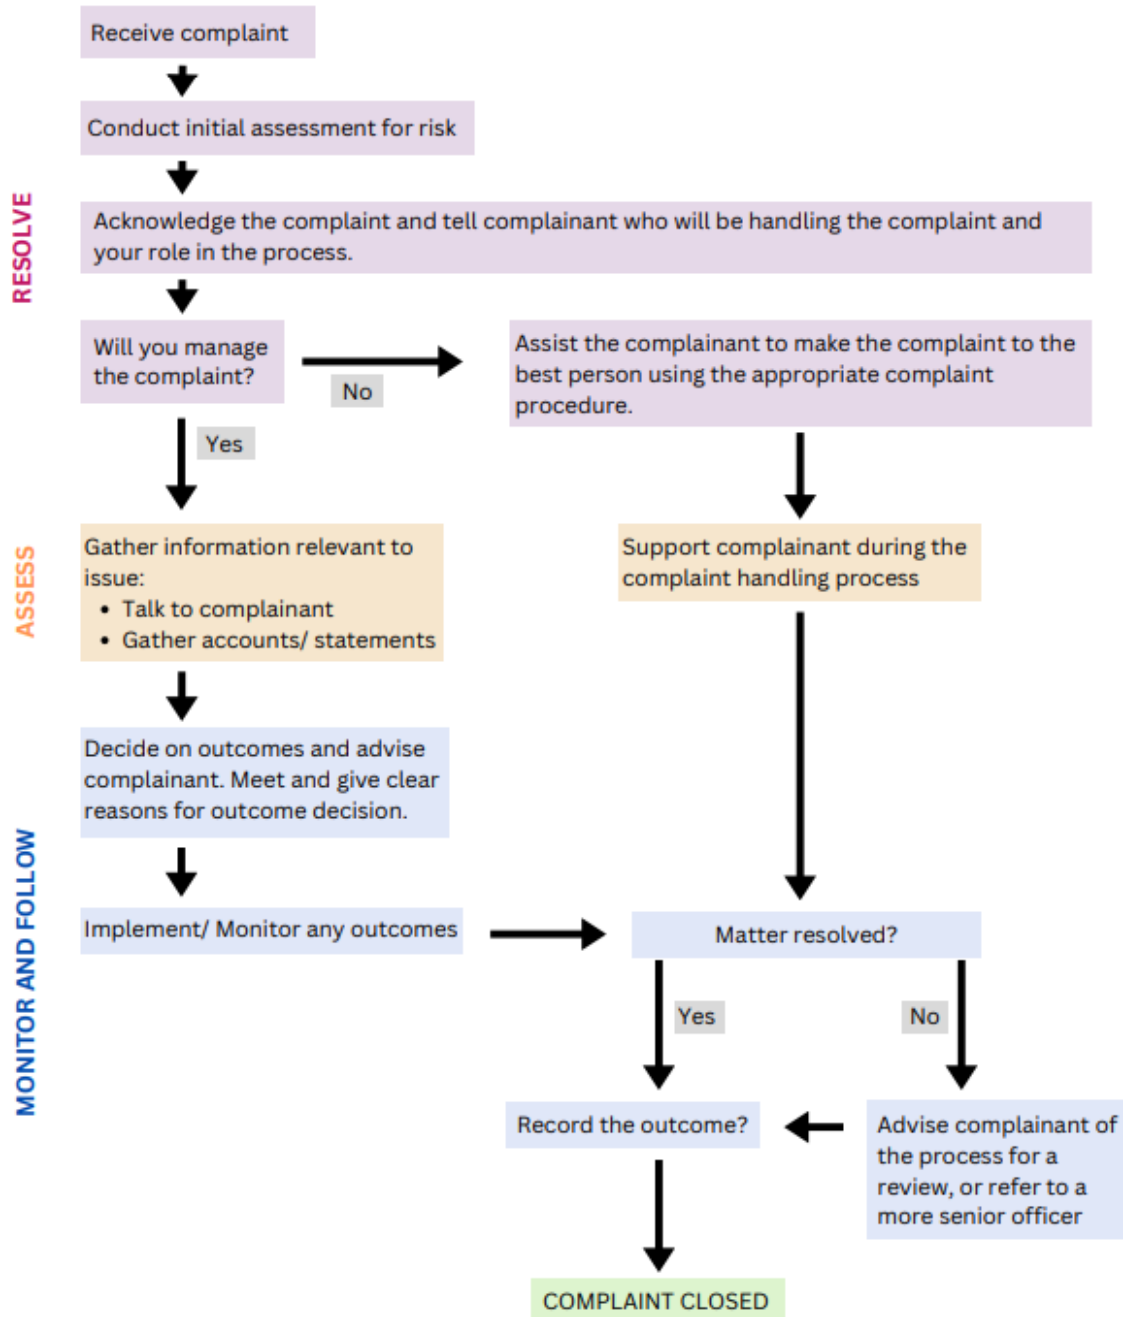 Receive complaint
Conduct initial assessment for risk
RESOLVE
Acknowledge the complaint and tell complainant who will be handling the complaint and
your role in the process.
Will you manage
the complaint?
No
Assist the complainant to make the complaint to the
best person using the appropriate complaint
procedure.
Yes
ASSESS
Gather information relevant to
issue:
• Talk to complainant
• Gather accounts/ statements
Support complainant during the
complaint handling process
MONITOR AND FOLLOW
Decide on outcomes and advise
complainant. Meet and give clear
reasons for outcome decision.
Implement/ Monitor any outcomes
Matter resolved?
Yes
No
Record the outcome?
Advise complainant of
the process for a
review, or refer to a
more senior officer
COMPLAINT CLOSED